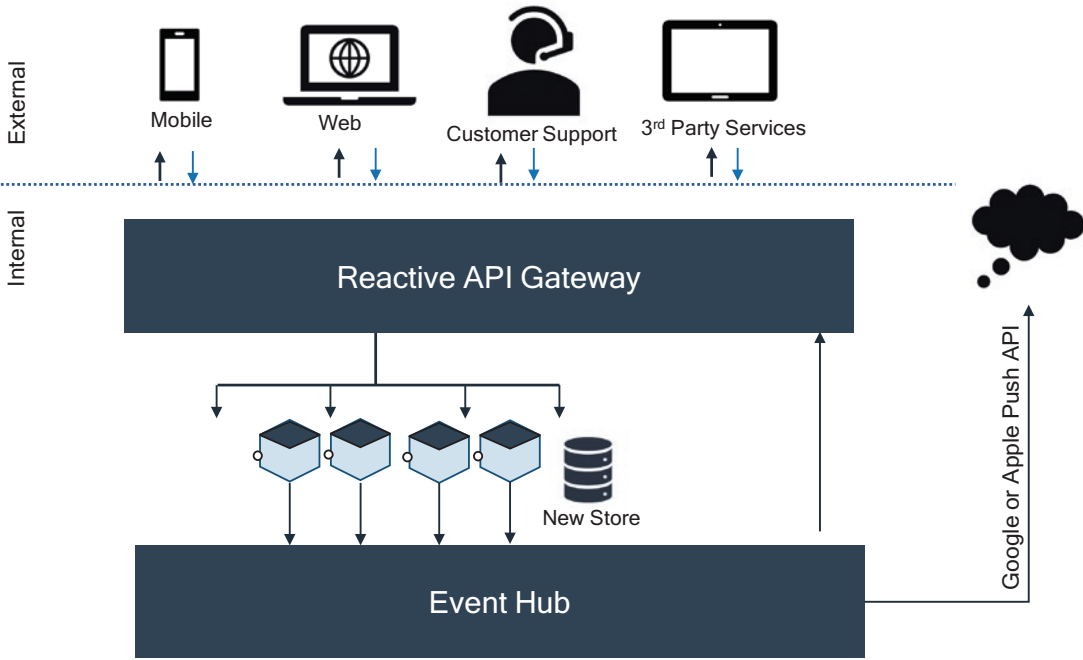 External
Mobile
Web
Customer Support
3rd Party Services
Internal
Reactive API Gateway
New Store
Google or Apple Push API
Event Hub